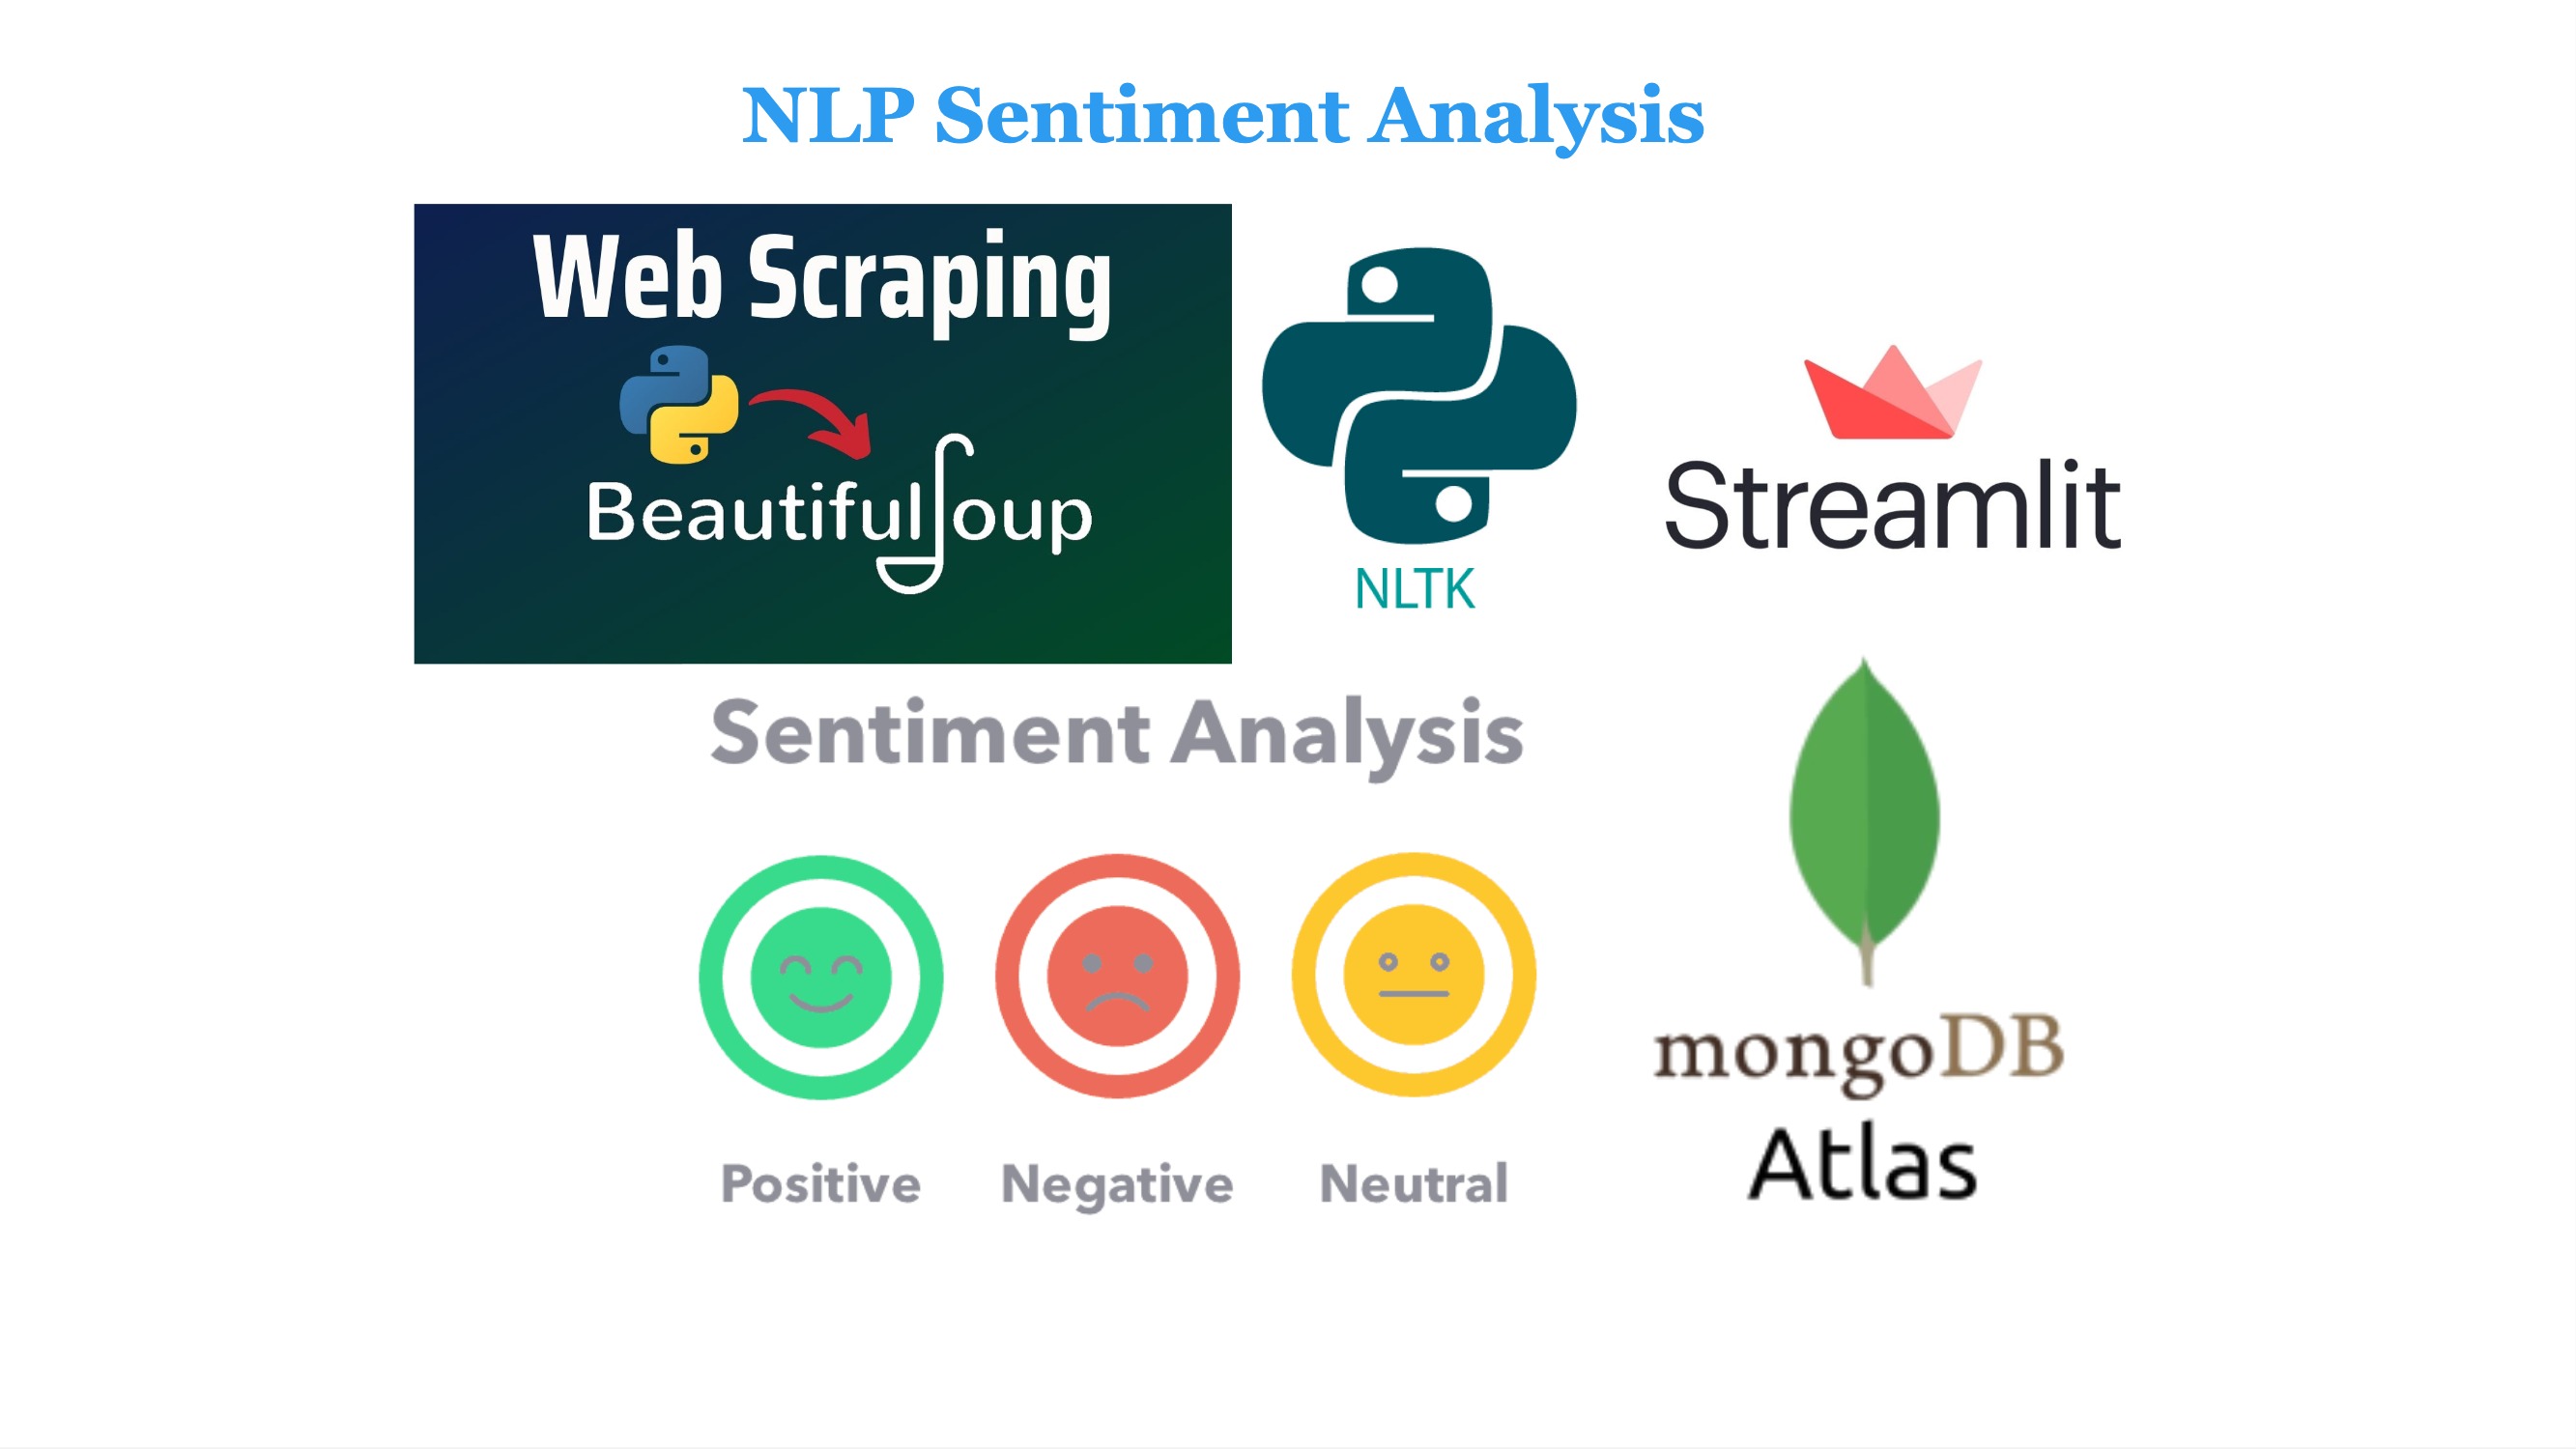 NLP Sentiment Analysis
Web Scraping
BeautifulSoup
NLTK
Streamlit
Sentiment Analysis
Positive Negative Neutral
mongoDB
Atlas